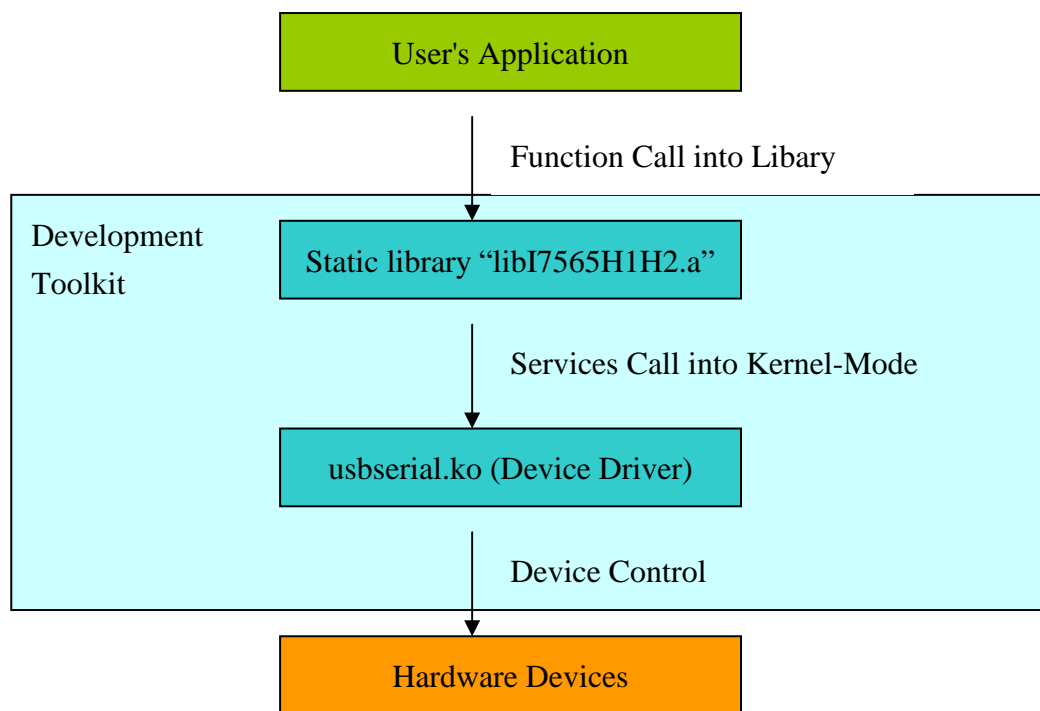 User's Application
Function Call into Libary
Development
Toolkit
Static library “libI7565H1H2.a”
Services Call into Kernel-Mode
usbserial.ko (Device Driver)
Device Control
Hardware Devices